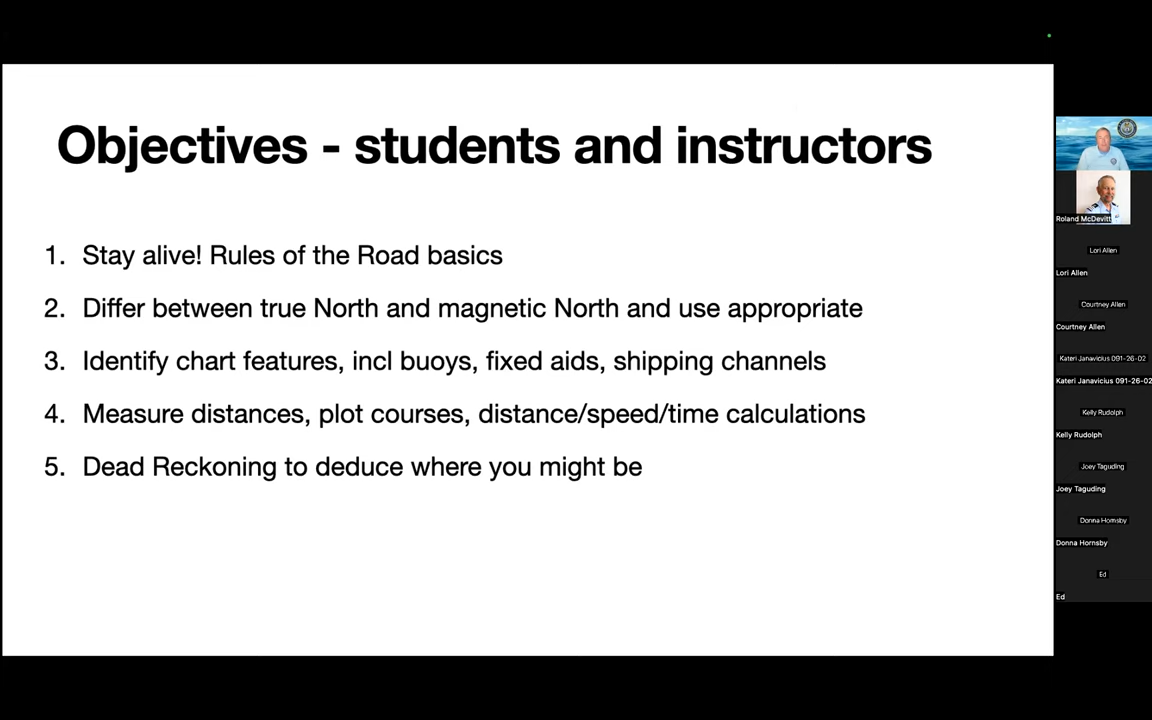 Objectives - students and instructors
1. Stay alive! Rules of the Road basics
2. Differ between true North and magnetic North and use appropriate
3. Identify chart features, incl buoys, fixed aids, shipping channels
4. Measure distances, plot courses, distance/speed/time calculations
5. Dead Reckoning to deduce where you might be
Roland McDevitt
Lori Allen
Lori Allen
Courtney Allen
Courtney Allen
Kateri Janavicius 091-26-02
Kateri Janavicius 091-26-02
Kelly Rudolph
Kelly Rudolph
Joey Taguding
Joey Taguding
Donna Hornsby
Donna Hornsby
Ed
Ed